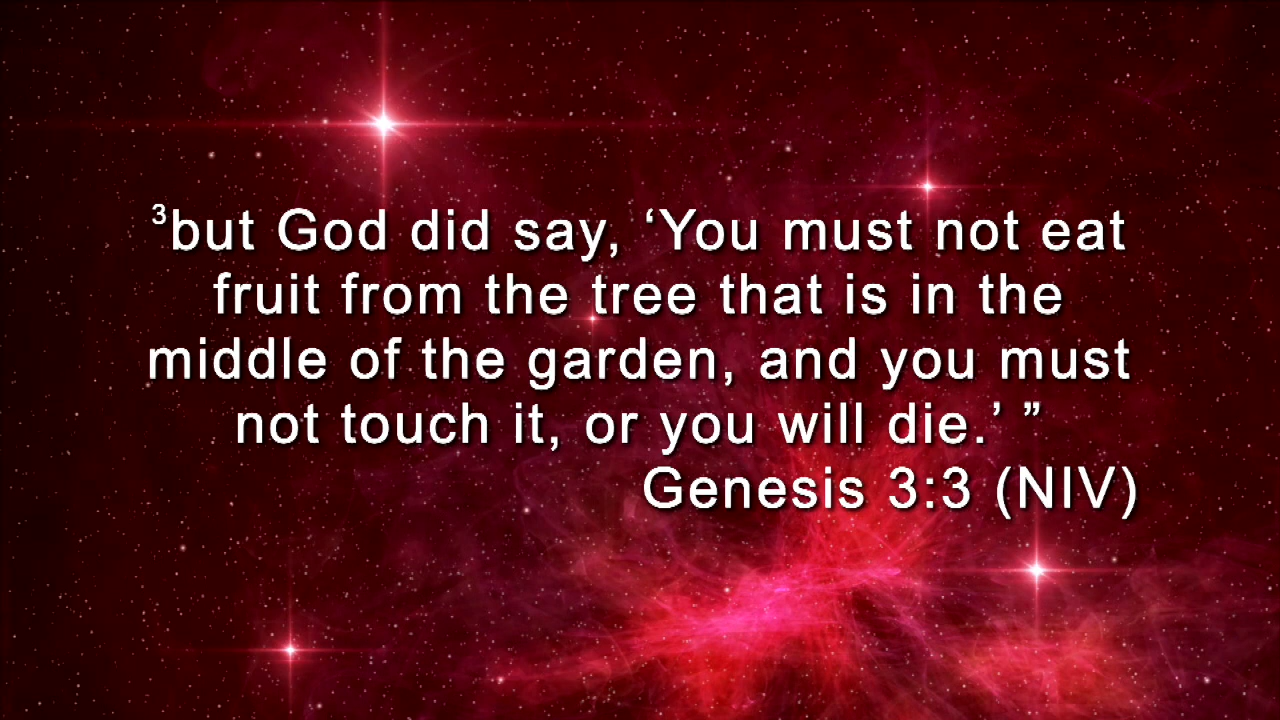 ³but God did say, ‘You must not eat
fruit from the tree that is in the
middle of the garden, and you must
not touch it, or you will die.’ ”
Genesis 3:3 (NIV)